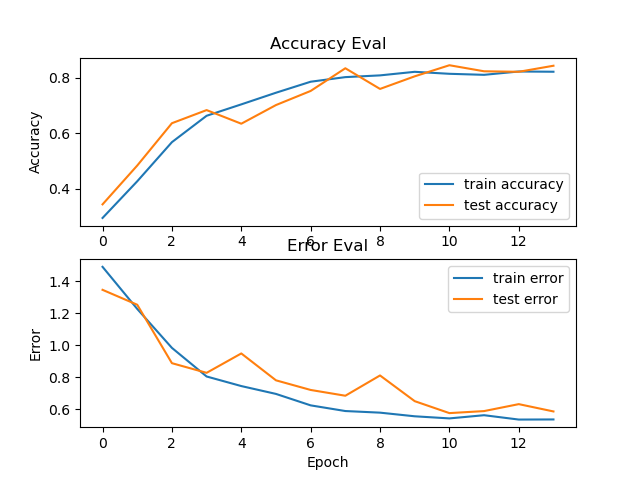 Accuracy Eval
Accuracy
0.8
0.6
0.4
train accuracy
test accuracy
0 2 4 6 8 10 12
Error Eval
Error
1.4
1.2
1.0
0.8
0.6
train error
test error
0 2 4 6 8 10 12
Epoch